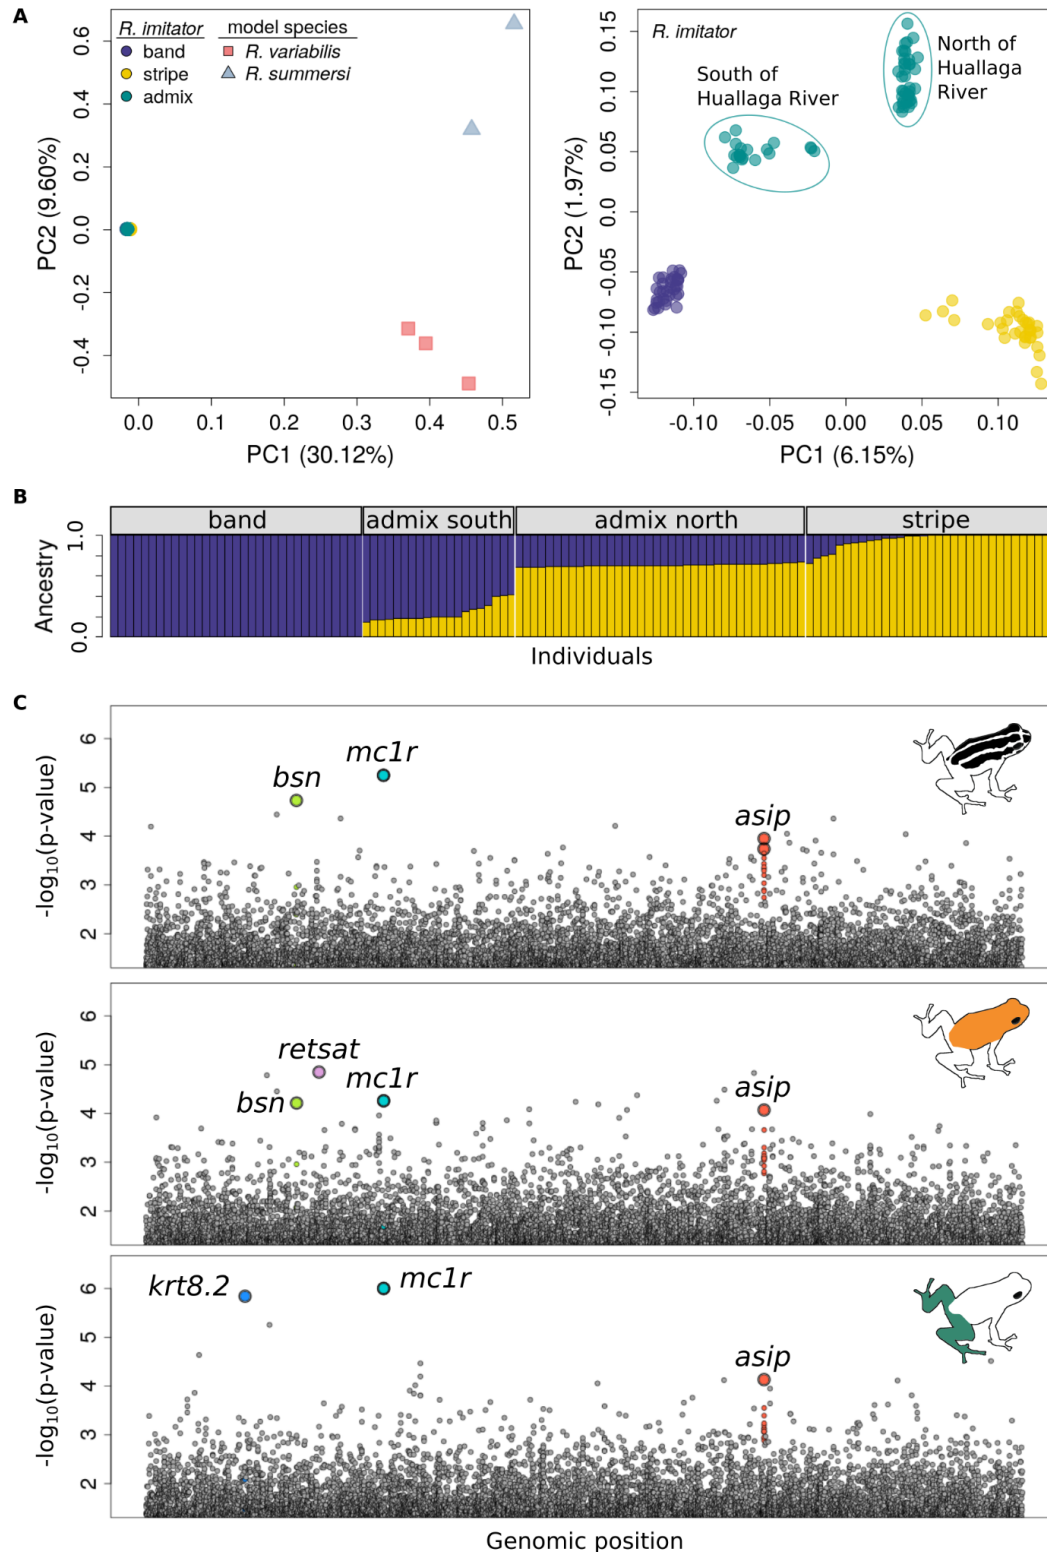 A
R. imitator
band
stripe
admix
model species
R. variabilis
R. summersi
PC2 (9.60%)
0.6
0.4
0.2
0.0
-0.2
-0.4
0.0
0.1
0.2
0.3
0.4
0.5
PC1 (30.12%)
R. imitator
South of
Huallaga River
North of
Huallaga
River
PC2 (1.97%)
0.15
0.10
0.05
0.0
-0.05
-0.10
-0.15
-0.10
-0.05
0.00
0.05
0.10
PC1 (6.15%)
B
band
admix south
admix north
stripe
Ancestry
1.0
0.0
Individuals
C
-log10(p-value)
6
5
4
3
2
bsn
mc1r
asip
-log10(p-value)
6
5
4
3
2
retsat
bsn
mc1r
asip
-log10(p-value)
6
5
4
3
2
krt8.2
mc1r
asip
Genomic position